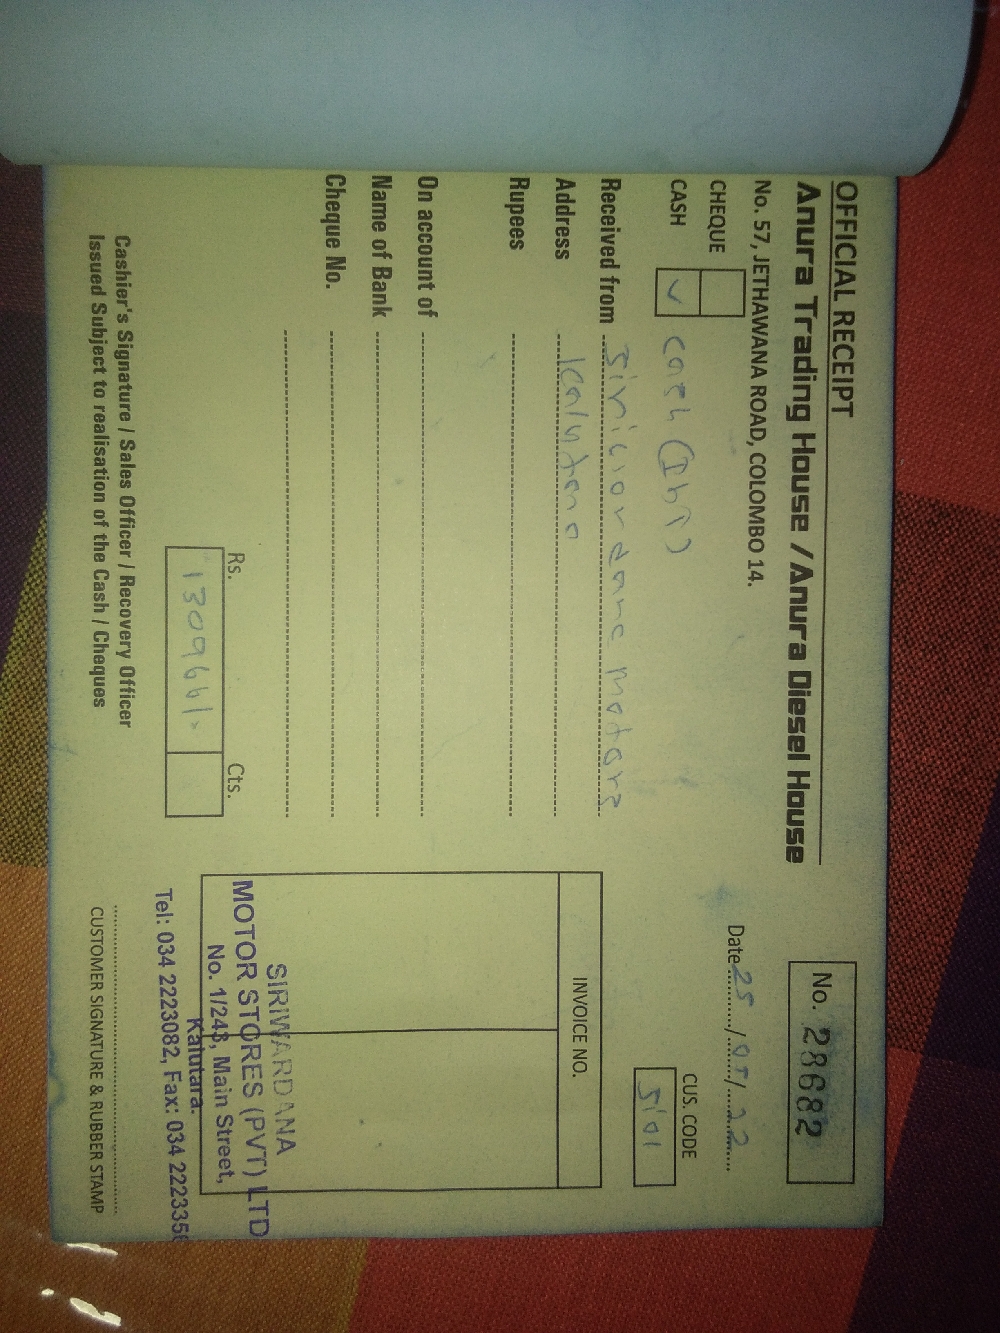 OFFICIAL RECEIPT
Anura Trading House / Anura Diesel House
No. 57, JETHAWANA ROAD, COLOMBO 14.
No. 28682
Date 25/05/22
CHEQUE
CASH ✓ cash
CUS. CODE
Si01
Received from motors
Address
Rupees
On account of
Name of Bank
Cheque No.
INVOICE NO.
Rs. Cts.
130966/.
SIRIWARDANA
MOTOR STORES (PVT) LTD
No. 1/243, Main Street,
Kalutara.
Tel: 034 2223082, Fax: 034 222335
Cashier's Signature / Sales Officer / Recovery Officer
Issued Subject to realisation of the Cash / Cheques
CUSTOMER SIGNATURE & RUBBER STAMP